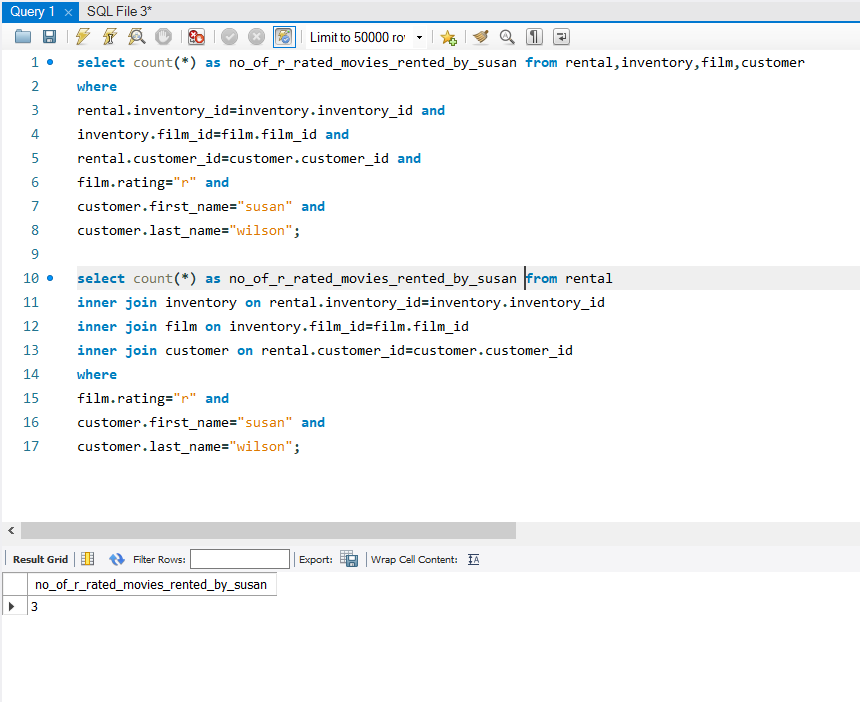 Query 1 × SQL File 3*
Limit to 50000 rov
1 select count(*) as no_of_r_rated_movies_rented_by_susan from rental,inventory,film,customer
2 where
3 rental.inventory_id=inventory.inventory_id and
4 inventory.film_id=film.film_id and
5 rental.customer_id=customer.customer_id and
6 film.rating="r" and
7 customer.first_name="susan" and
8 customer.last_name="wilson";
9
10 select count(*) as no_of_r_rated_movies_rented_by_susan from rental
11 inner join inventory on rental.inventory_id=inventory.inventory_id
12 inner join film on inventory.film_id=film.film_id
13 inner join customer on rental.customer_id=customer.customer_id
14 where
15 film.rating="r" and
16 customer.first_name="susan" and
17 customer.last_name="wilson";
Result Grid Filter Rows: Export: Wrap Cell Content:
no_of_r_rated_movies_rented_by_susan
3